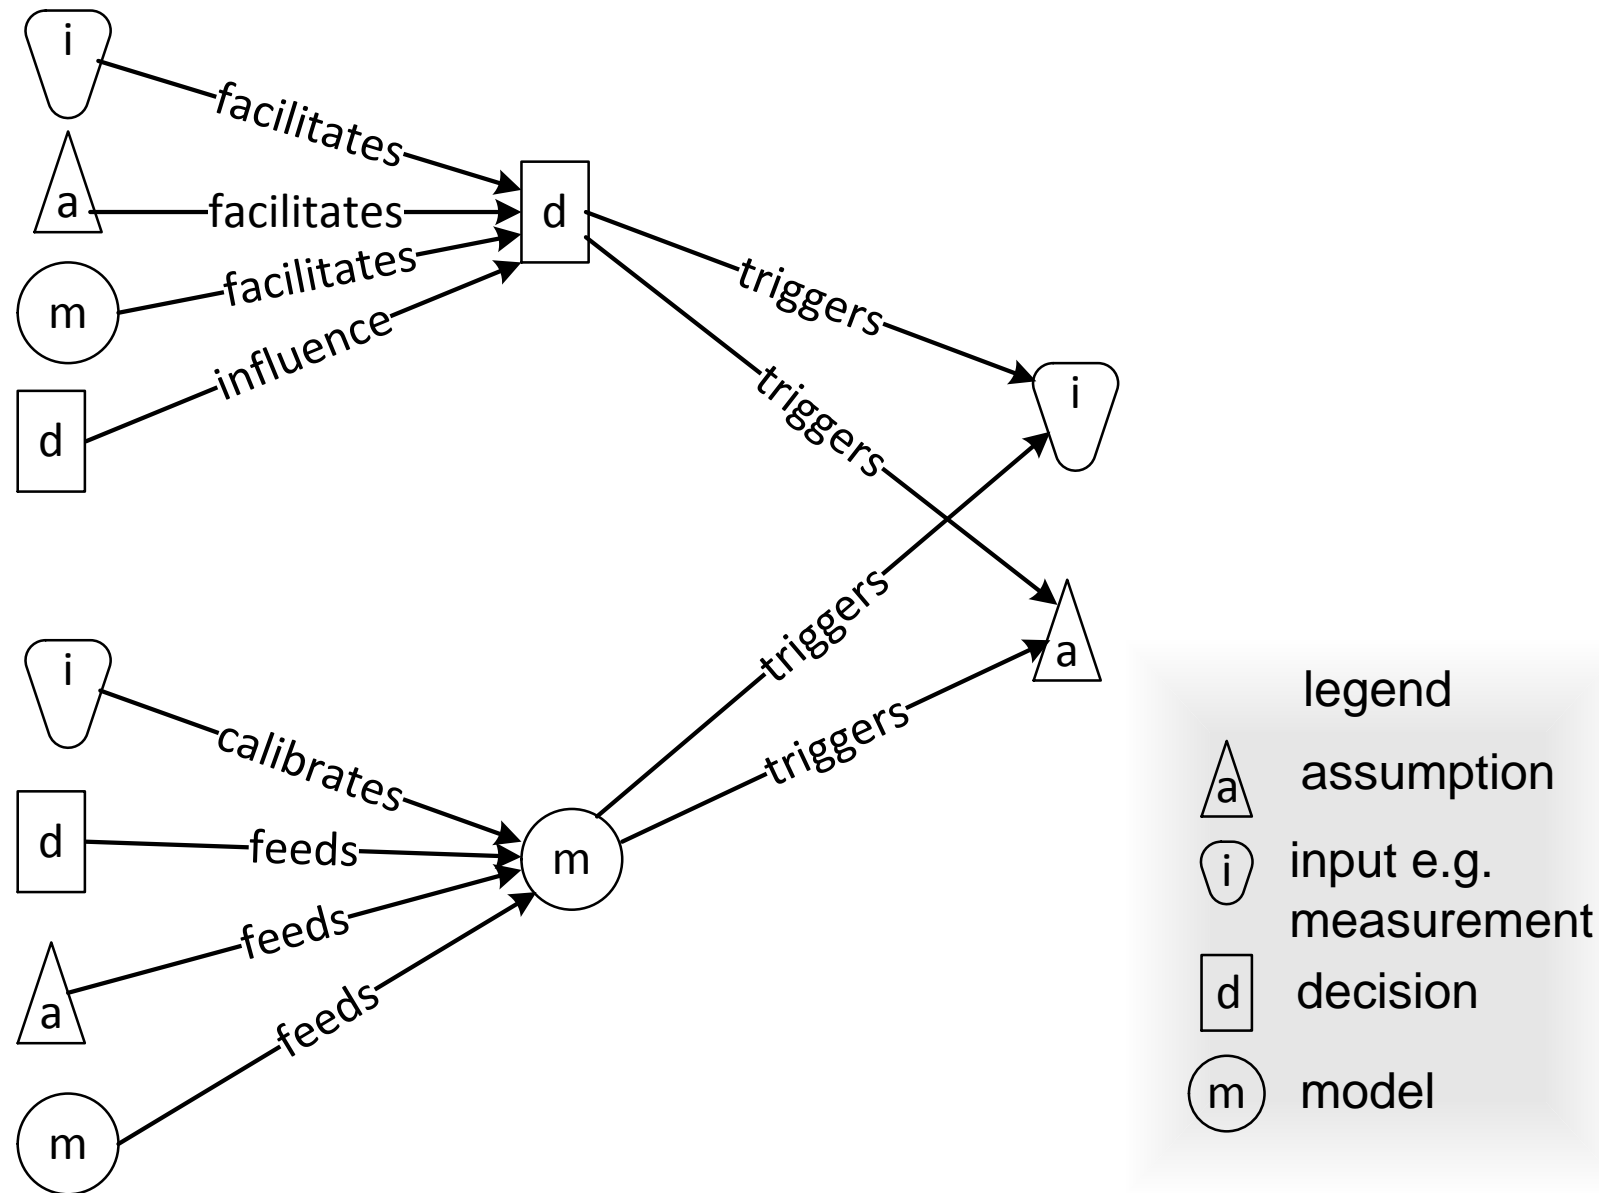 i
facilitates
a
facilitates
d
m
facilitates
triggers
d
influence
triggers
i
i
calibrates
triggers
a
d
feeds
m
triggers
a
feeds
m
feeds
legend
a assumption
i input e.g.
measurement
d decision
m model